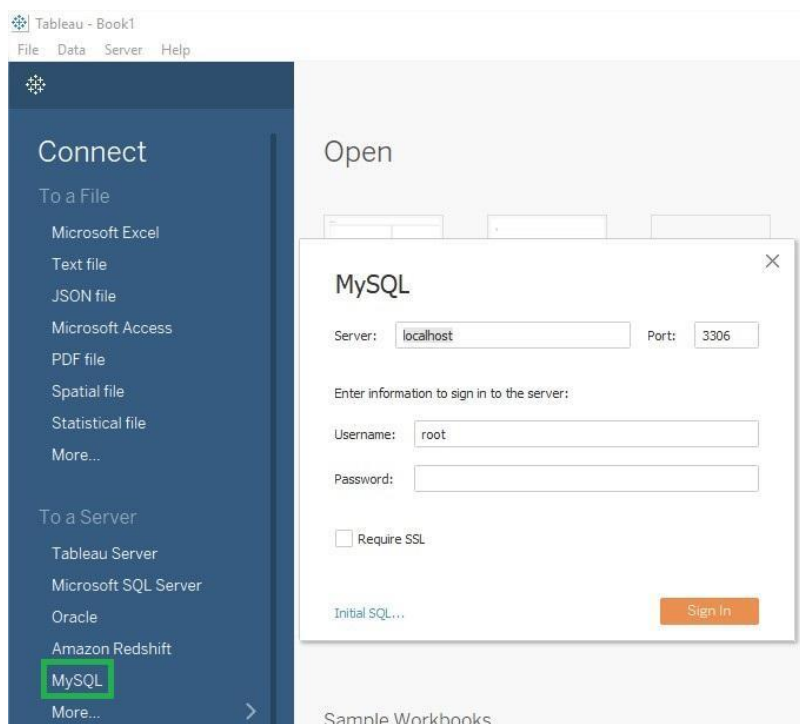 Tableau - Book1
File Data Server Help
Connect
To a File
Microsoft Excel
Text file
JSON file
Microsoft Access
PDF file
Spatial file
Statistical file
More...
To a Server
Tableau Server
Microsoft SQL Server
Oracle
Amazon Redshift
MySQL
More...
Open
MySQL
Server: localhost Port: 3306
Enter information to sign in to the server:
Username: root
Password:
Require SSL
Initial SQL... Sign In
Sample Workbooks